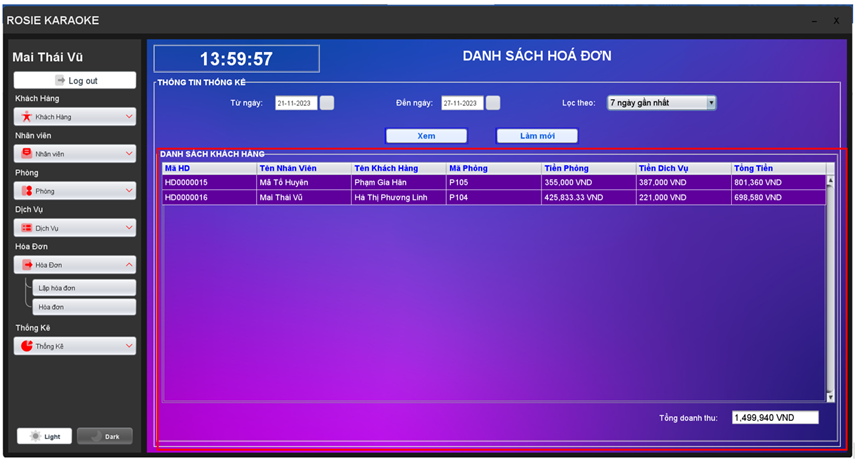 ROSIE KARAOKE
– X
Mai Thái Vũ
Log out
Khách Hàng
Khách Hàng
Nhân viên
Nhân viên
Phòng
Phòng
Dịch Vụ
Dịch Vụ
Hóa Đơn
Hóa Đơn
Lập hóa đơn
Hóa đơn
Thống Kê
Thống Kê
Light Dark
13:59:57
DANH SÁCH HOÁ ĐƠN
THÔNG TIN THỐNG KÊ
Từ ngày: 21-11-2023 Đến ngày: 27-11-2023 Lọc theo: 7 ngày gần nhất
Xem Làm mới
DANH SÁCH KHÁCH HÀNG
Mã HD Tên Nhân Viên Tên Khách Hàng Mã Phòng Tiền Phòng Tiền Dịch Vụ Tổng Tiền
HD0000015 Mã Tổ Huyên Phạm Gia Hân P105 355,000 VND 387,000 VND 801,360 VND
HD0000016 Mai Thái Vũ Hà Thị Phương Linh P104 425,833.33 VND 221,000 VND 698,580 VND
Tổng doanh thu: 1,499,940 VND